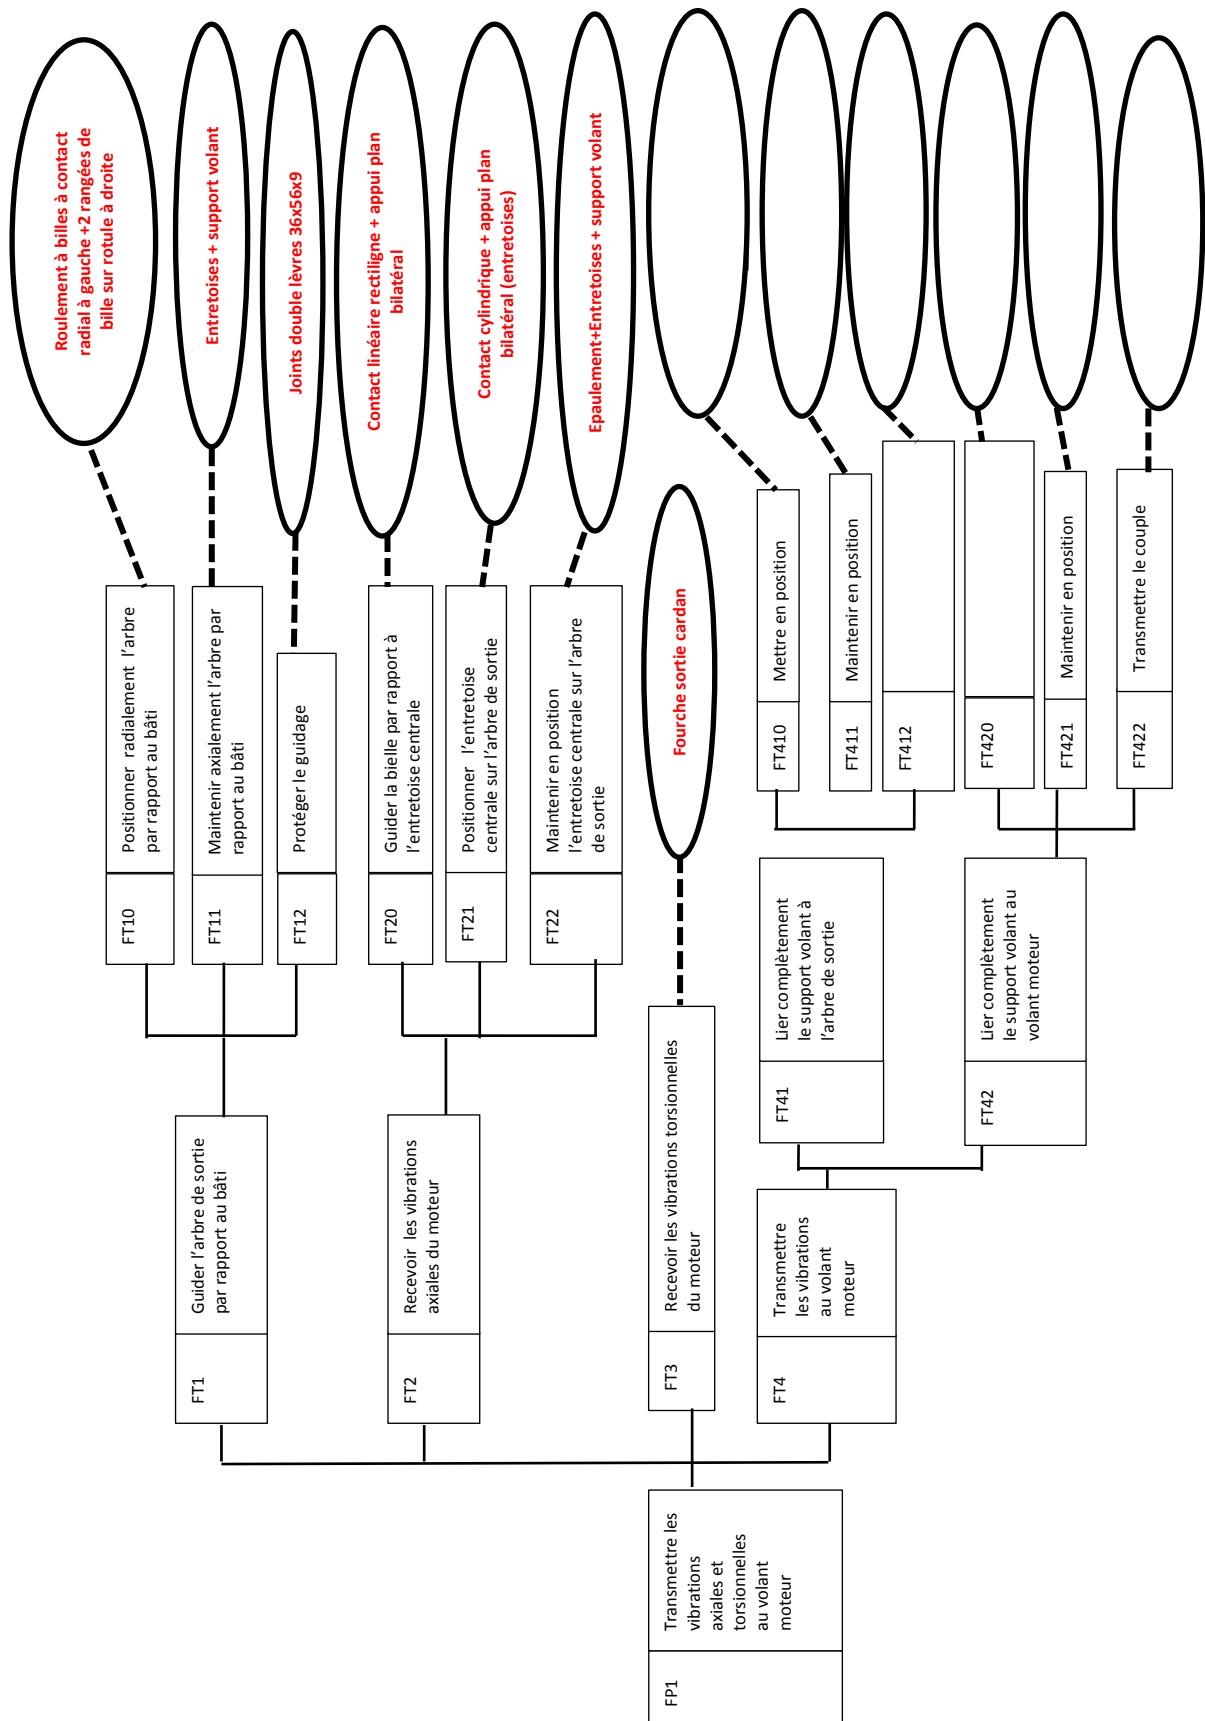 FP1
Transmettre les
vibrations
axiales et
torsionnelles
au volant
moteur
FT1
Guider l'arbre de sortie
par rapport au bâti
FT10
Positionner radialement l'arbre
par rapport au bâti
Roulement à billes à contact
radial à gauche +2 rangées de
bille sur rotule à droite
FT11
Maintenir axialement l'arbre par
rapport au bâti
Entretoises + support volant
FT12
Protéger le guidage
Joints double lèvres 36x56x9
FT2
Recevoir les vibrations
axiales du moteur
FT20
Guider la bielle par rapport à
l'entretoise centrale
Contact linéaire rectiligne + appui plan
bilatéral
FT21
Positionner l'entretoise
centrale sur l'arbre de sortie
Contact cylindrique + appui plan
bilatéral (entretoises)
FT22
Maintenir en position
l'entretoise centrale sur l'arbre
de sortie
Epaulement+Entretoises + support volant
FT3
Recevoir les vibrations torsionnelles
du moteur
Fourche sortie cardan
FT4
Transmettre
les vibrations
au volant
moteur
FT41
Lier complètement
le support volant à
l'arbre de sortie
FT410
Mettre en position
FT411
Maintenir en position
FT412
FT42
Lier complètement
le support volant au
volant moteur
FT420
FT421
Maintenir en position
FT422
Transmettre le couple